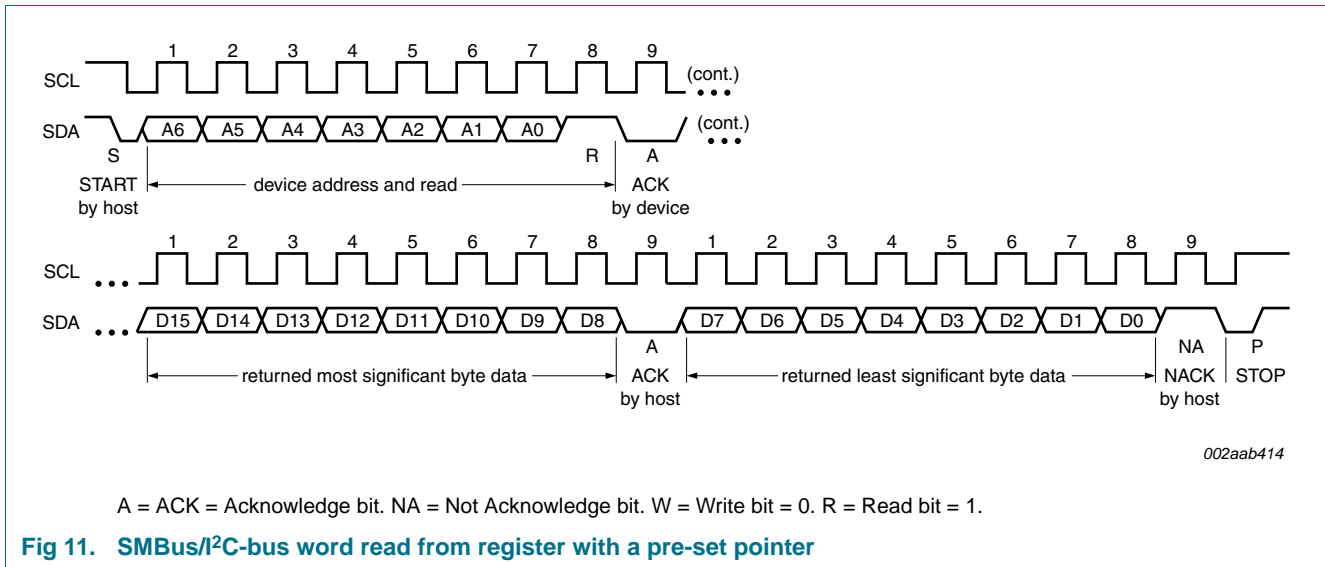 1 2 3 4 5 6 7 8 9
SCL (cont.)
SDA A6 A5 A4 A3 A2 A1 A0 (cont.)
S R A
START device address and read ACK
by host by device
1 2 3 4 5 6 7 8 9 1 2 3 4 5 6 7 8 9
SCL
SDA D15 D14 D13 D12 D11 D10 D9 D8 D7 D6 D5 D4 D3 D2 D1 D0
A NA P
returned most significant byte data ACK returned least significant byte data NACK STOP
by host by host
002aab414
A = ACK = Acknowledge bit. NA = Not Acknowledge bit. W = Write bit = 0. R = Read bit = 1.
Fig 11. SMBus/I²C-bus word read from register with a pre-set pointer